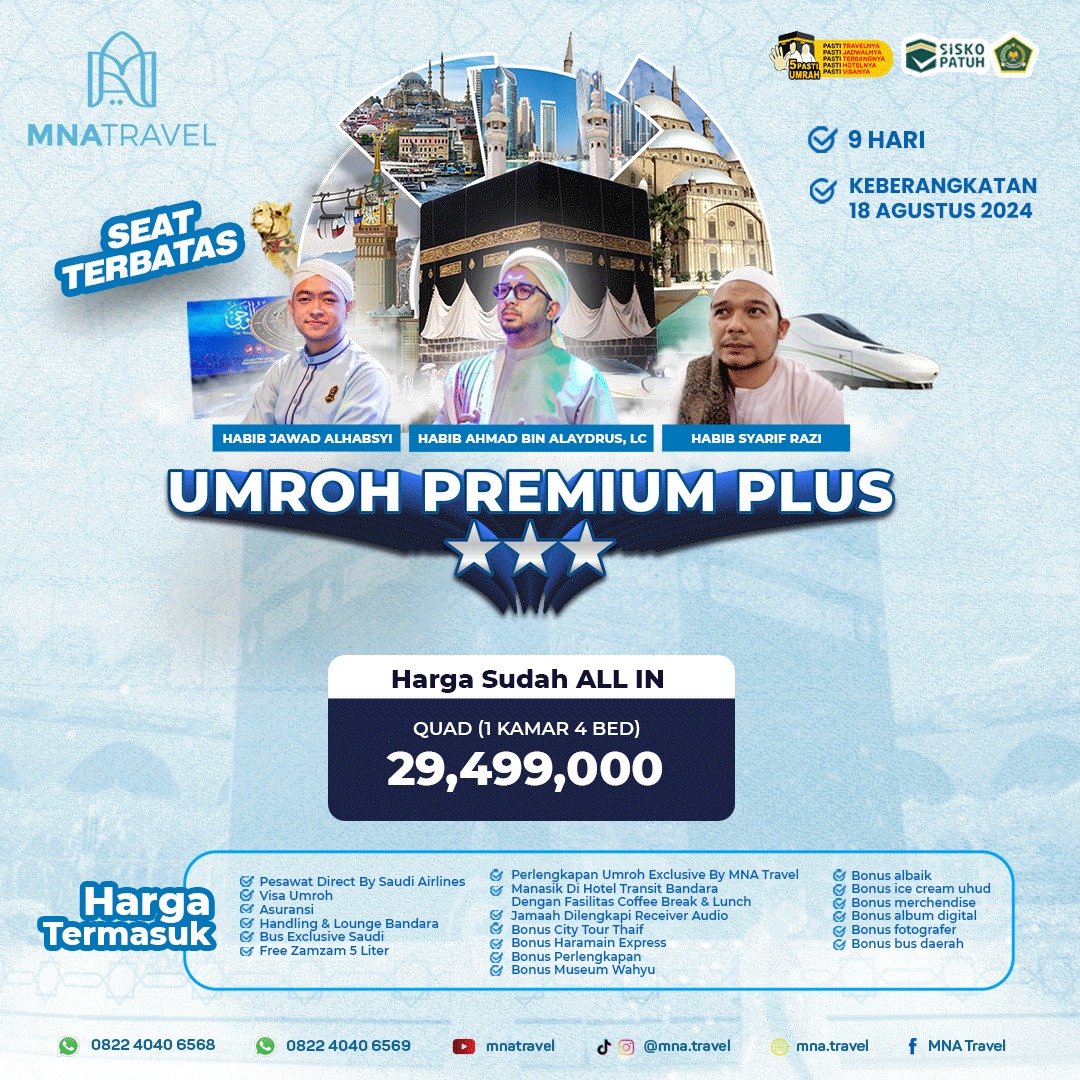 MNATRAVEL
5 PASTI
UMRAH
PASTI TRAVELNYA
PASTI JADWALNYA
PASTI TERBANGNYA
PASTI HOTELNYA
PASTI VISANYA
SISKO
PATUH
9 HARI
KEBERANGKATAN
18 AGUSTUS 2024
SEAT
TERBATAS
HABIB JAWAD ALHABSYI
HABIB AHMAD BIN ALAYDRUS, LC
HABIB SYARIF RAZI
UMROH PREMIUM PLUS
Harga Sudah ALL IN
QUAD (1 KAMAR 4 BED)
29,499,000
Harga
Termasuk
Pesawat Direct By Saudi Airlines
Visa Umroh
Asuransi
Handling & Lounge Bandara
Bus Exclusive Saudi
Free Zamzam 5 Liter
Perlengkapan Umroh Exclusive By MNA Travel
Manasik Di Hotel Transit Bandara
Dengan Fasilitas Coffee Break & Lunch
Jamaah Dilengkapi Receiver Audio
Bonus City Tour Thaif
Bonus Haramain Express
Bonus Perlengkapan
Bonus Museum Wahyu
Bonus albaik
Bonus ice cream uhud
Bonus merchendise
Bonus album digital
Bonus fotografer
Bonus bus daerah
0822 4040 6568
0822 4040 6569
mnatravel
@mna.travel
mna.travel
MNA Travel